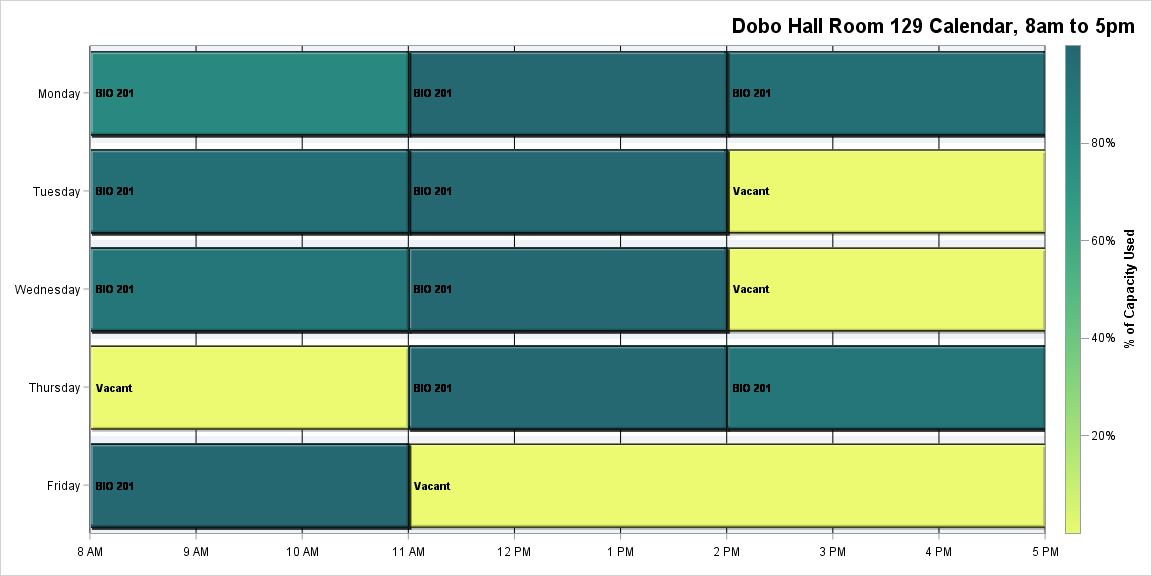 Dobo Hall Room 129 Calendar, 8am to 5pm
Monday
BIO 201
BIO 201
BIO 201
Tuesday
BIO 201
BIO 201
Vacant
Wednesday
BIO 201
BIO 201
Vacant
Thursday
Vacant
BIO 201
BIO 201
Friday
BIO 201
Vacant
8 AM
9 AM
10 AM
11 AM
12 PM
1 PM
2 PM
3 PM
4 PM
5 PM
80%
60%
40%
20%
% of Capacity Used